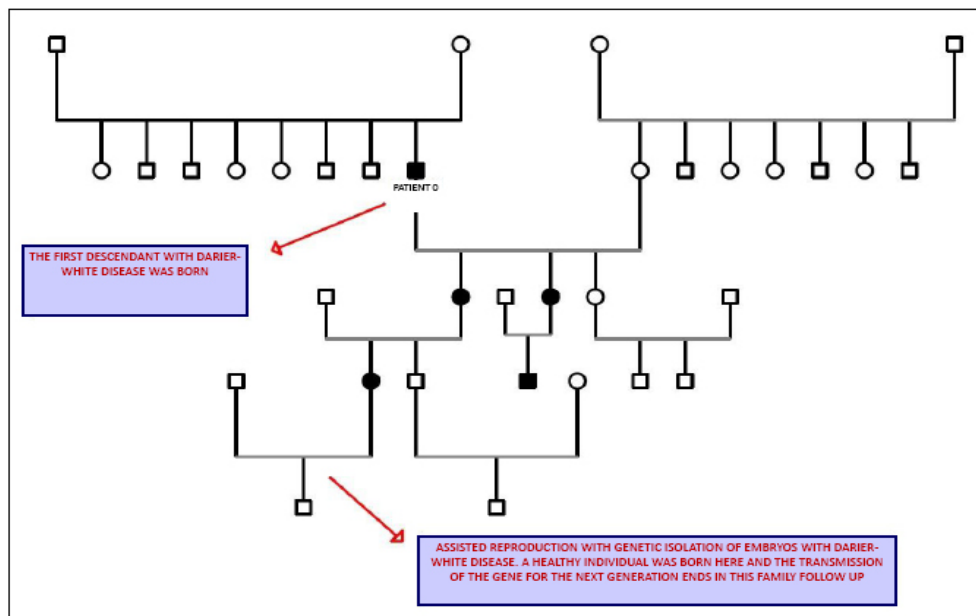 PATIENT 0
THE FIRST DESCENDANT WITH DARIER-
WHITE DISEASE WAS BORN
ASSISTED REPRODUCTION WITH GENETIC ISOLATION OF EMBRYOS WITH DARIER-
WHITE DISEASE. A HEALTHY INDIVIDUAL WAS BORN HERE AND THE TRANSMISSION
OF THE GENE FOR THE NEXT GENERATION ENDS IN THIS FAMILY FOLLOW UP